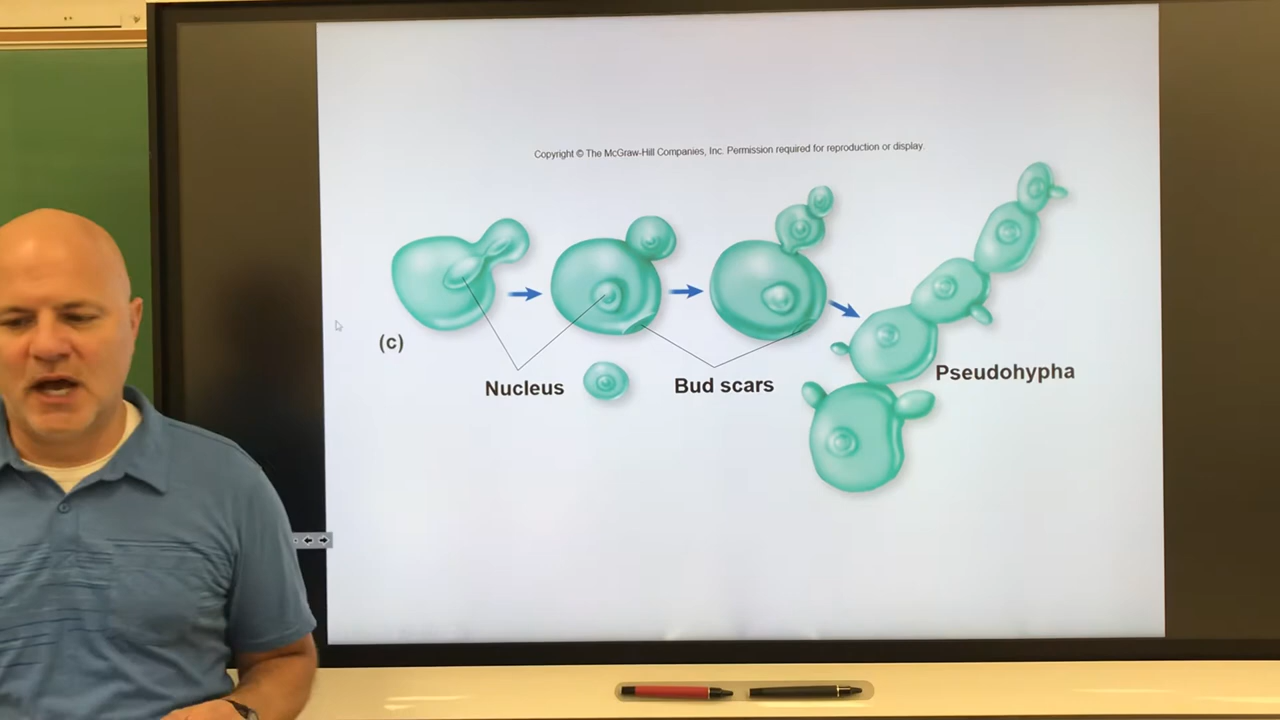 Copyright © The McGraw-Hill Companies, Inc. Permission required for reproduction or display.
(c)
Nucleus
Bud scars
Pseudohypha